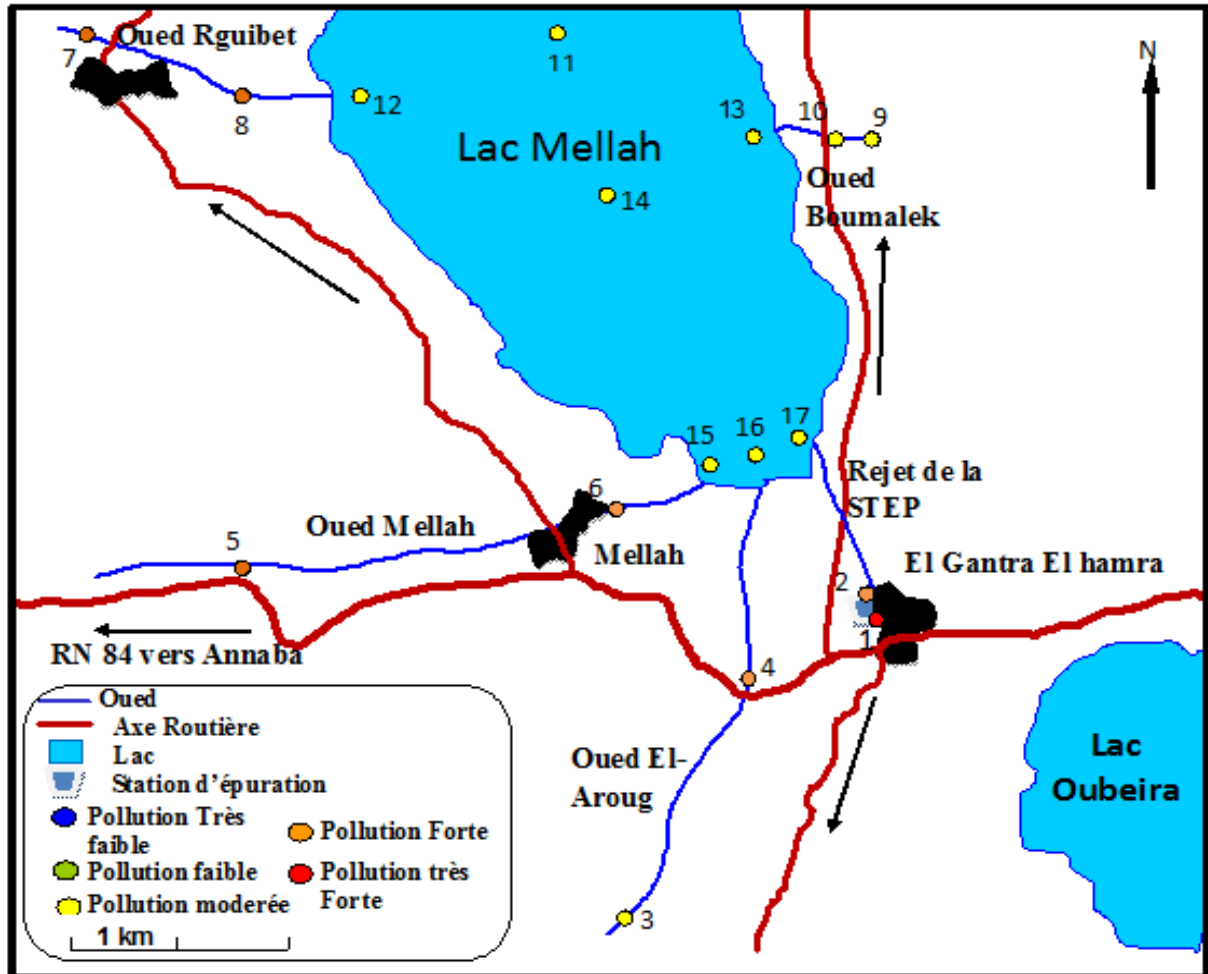 Oued Rguibet
7
8
11
12
Lac Mellah
13
10
9
N
14
Oued
Boumalek
15
16
17
Rejet de la
STEP
6
Oued Mellah
5
Mellah
El Gantra El hamra
2
1
RN 84 vers Annaba
4
Oued El-
Aroug
3
Lac
Oubeira
Oued
Axe Routière
Lac
Station d'épuration
Pollution Très
faible
Pollution faible
Pollution moderée
Pollution Forte
Pollution très
Forte
1 km